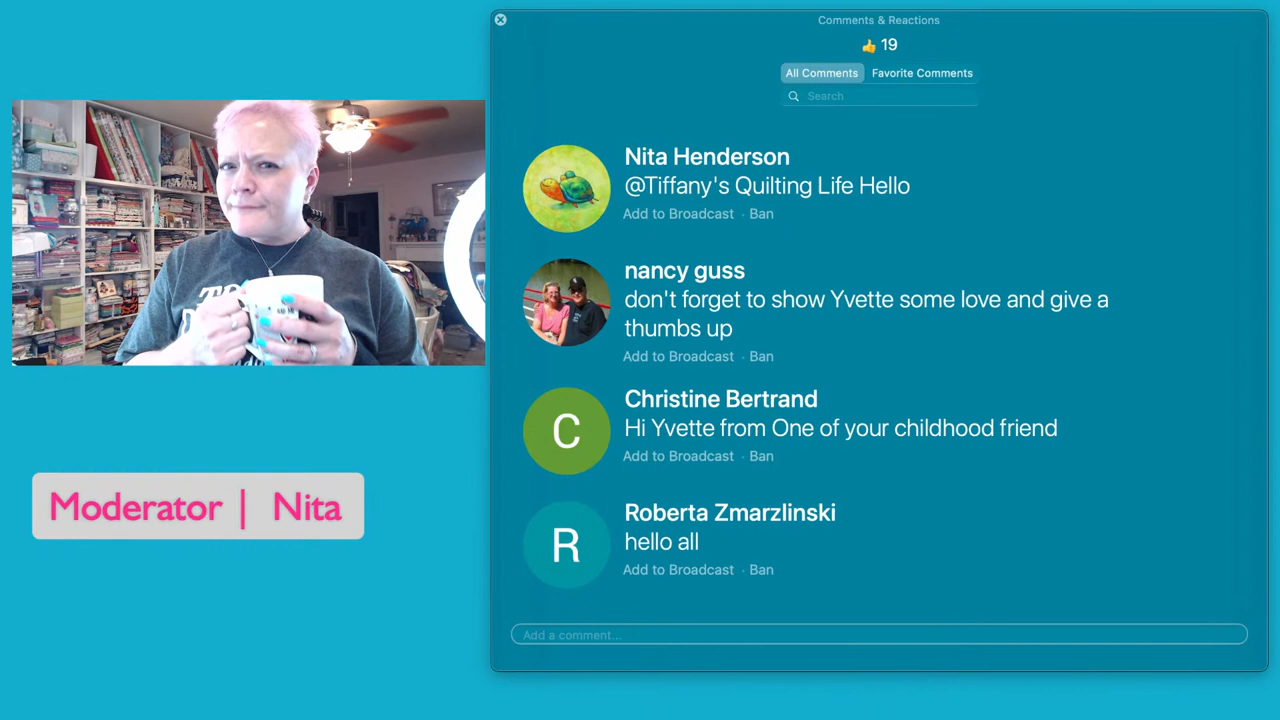 Comments & Reactions
👍 19
All Comments Favorite Comments
Search
Nita Henderson
@Tiffany's Quilting Life Hello
Add to Broadcast · Ban
nancy guss
don't forget to show Yvette some love and give a
thumbs up
Add to Broadcast · Ban
Christine Bertrand
C
Hi Yvette from One of your childhood friend
Add to Broadcast · Ban
Roberta Zmarzlinski
R
hello all
Add to Broadcast · Ban
Add a comment...
Moderator | Nita